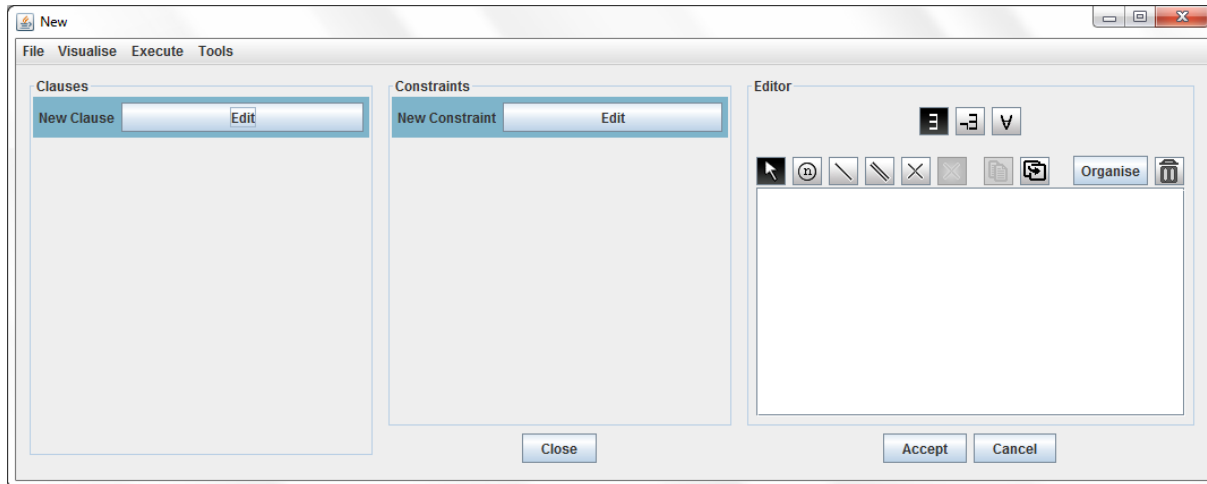 New
File Visualise Execute Tools
Clauses
New Clause Edit
Constraints
New Constraint Edit
Close
Editor
∃ ¬∃ ∀
n
Organise
Accept Cancel